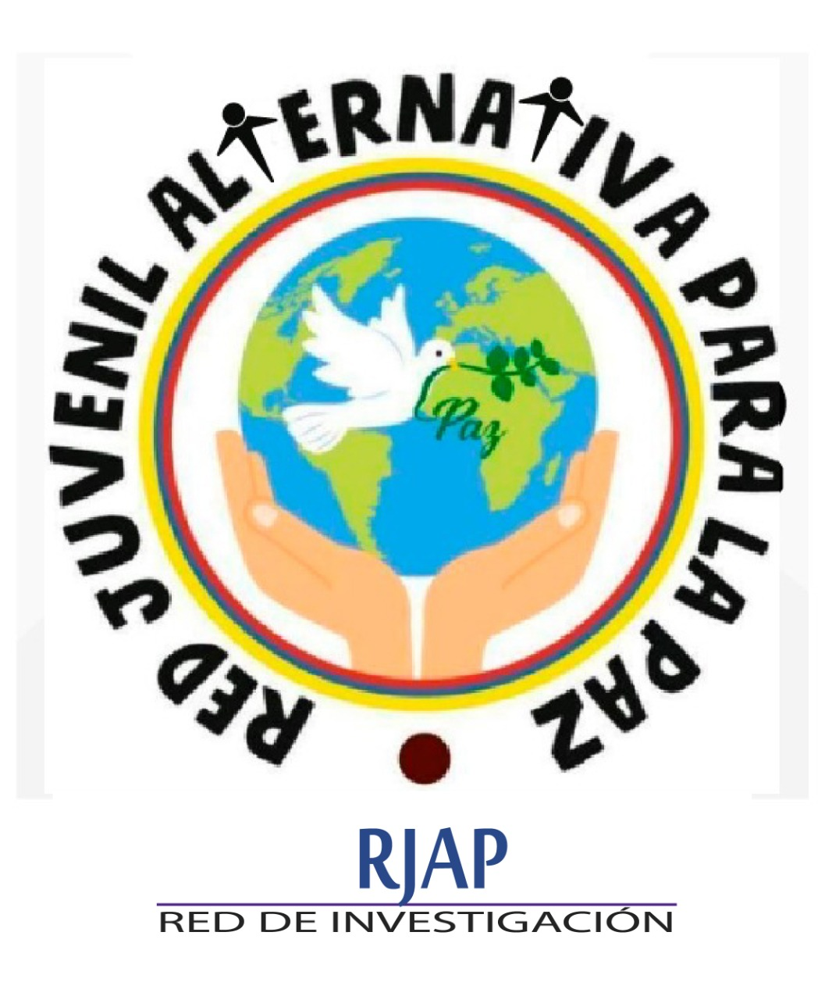 RED JUVENIL ALTERNATIVA PARA LA PAZ
Paz
RJAP
RED DE INVESTIGACIÓN